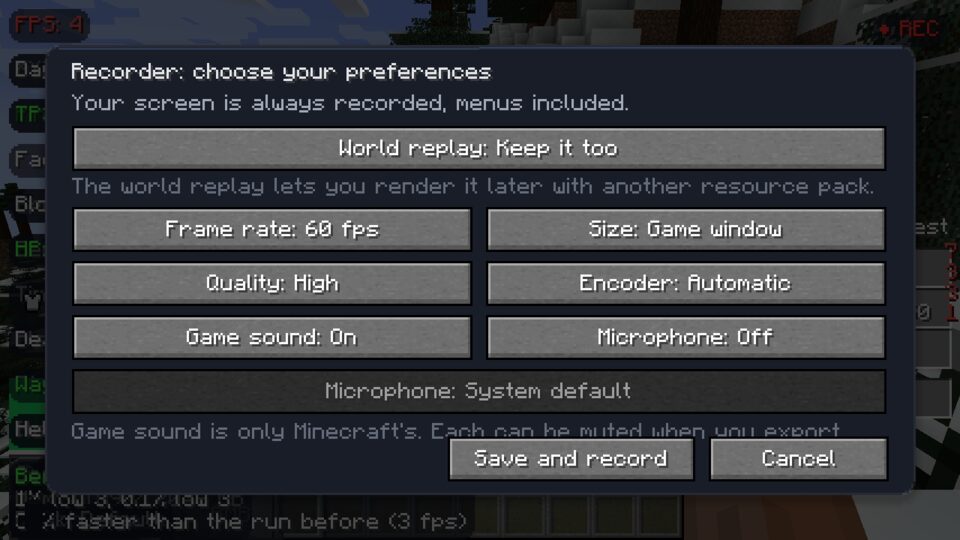 FPS: 4
REC
Recorder: choose your preferences
Your screen is always recorded, menus included.
World replay: Keep it too
The world replay lets you render it later with another resource pack.
Frame rate: 60 fps
Size: Game window
Quality: High
Encoder: Automatic
Game sound: On
Microphone: Off
Microphone: System default
Game sound is only Minecraft's. Each can be muted when you export
Save and record
Cancel
faster than the run before (3 fps)